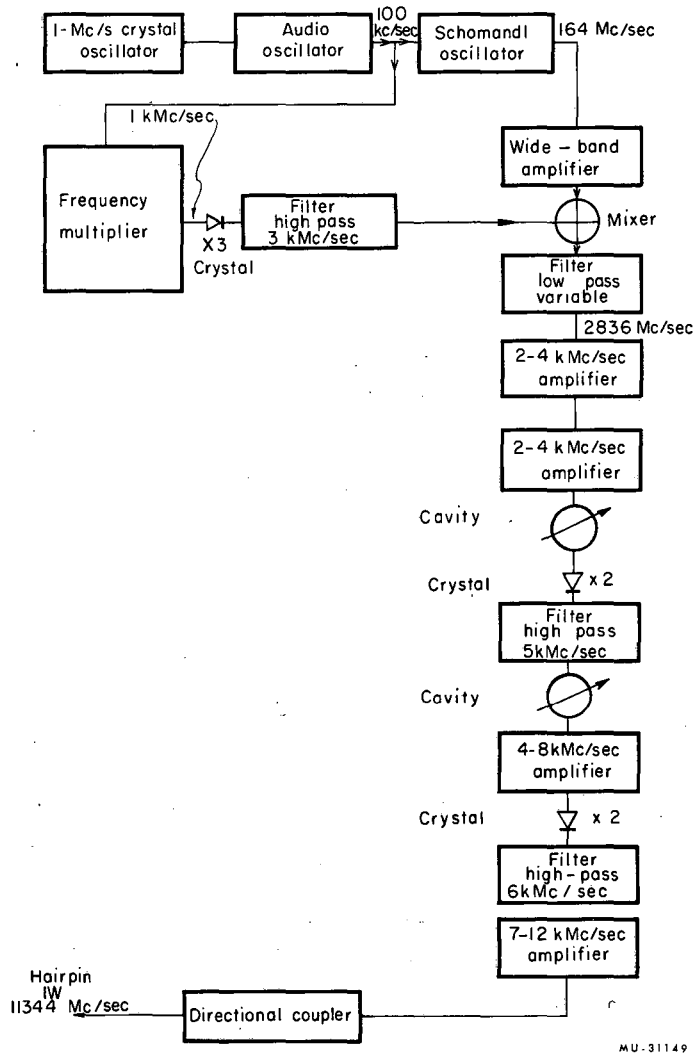 1-Mc/s crystal
oscillator
Audio
oscillator
100
kc/sec
Schomandl
oscillator
164 Mc/sec
1 kMc/sec
Wide-band
amplifier
Frequency
multiplier
X3
Crystal
Filter
high pass
3 kMc/sec
Mixer
Filter
low pass
variable
2836 Mc/sec
2-4 kMc/sec
amplifier
2-4 kMc/sec
amplifier
Cavity
Crystal
x 2
Filter
high pass
5kMc/sec
Cavity
4-8kMc/sec
amplifier
Crystal
x 2
Filter
high-pass
6kMc/sec
7-12 kMc/sec
amplifier
Hairpin
1W
11344 Mc/sec
Directional coupler
MU-31149